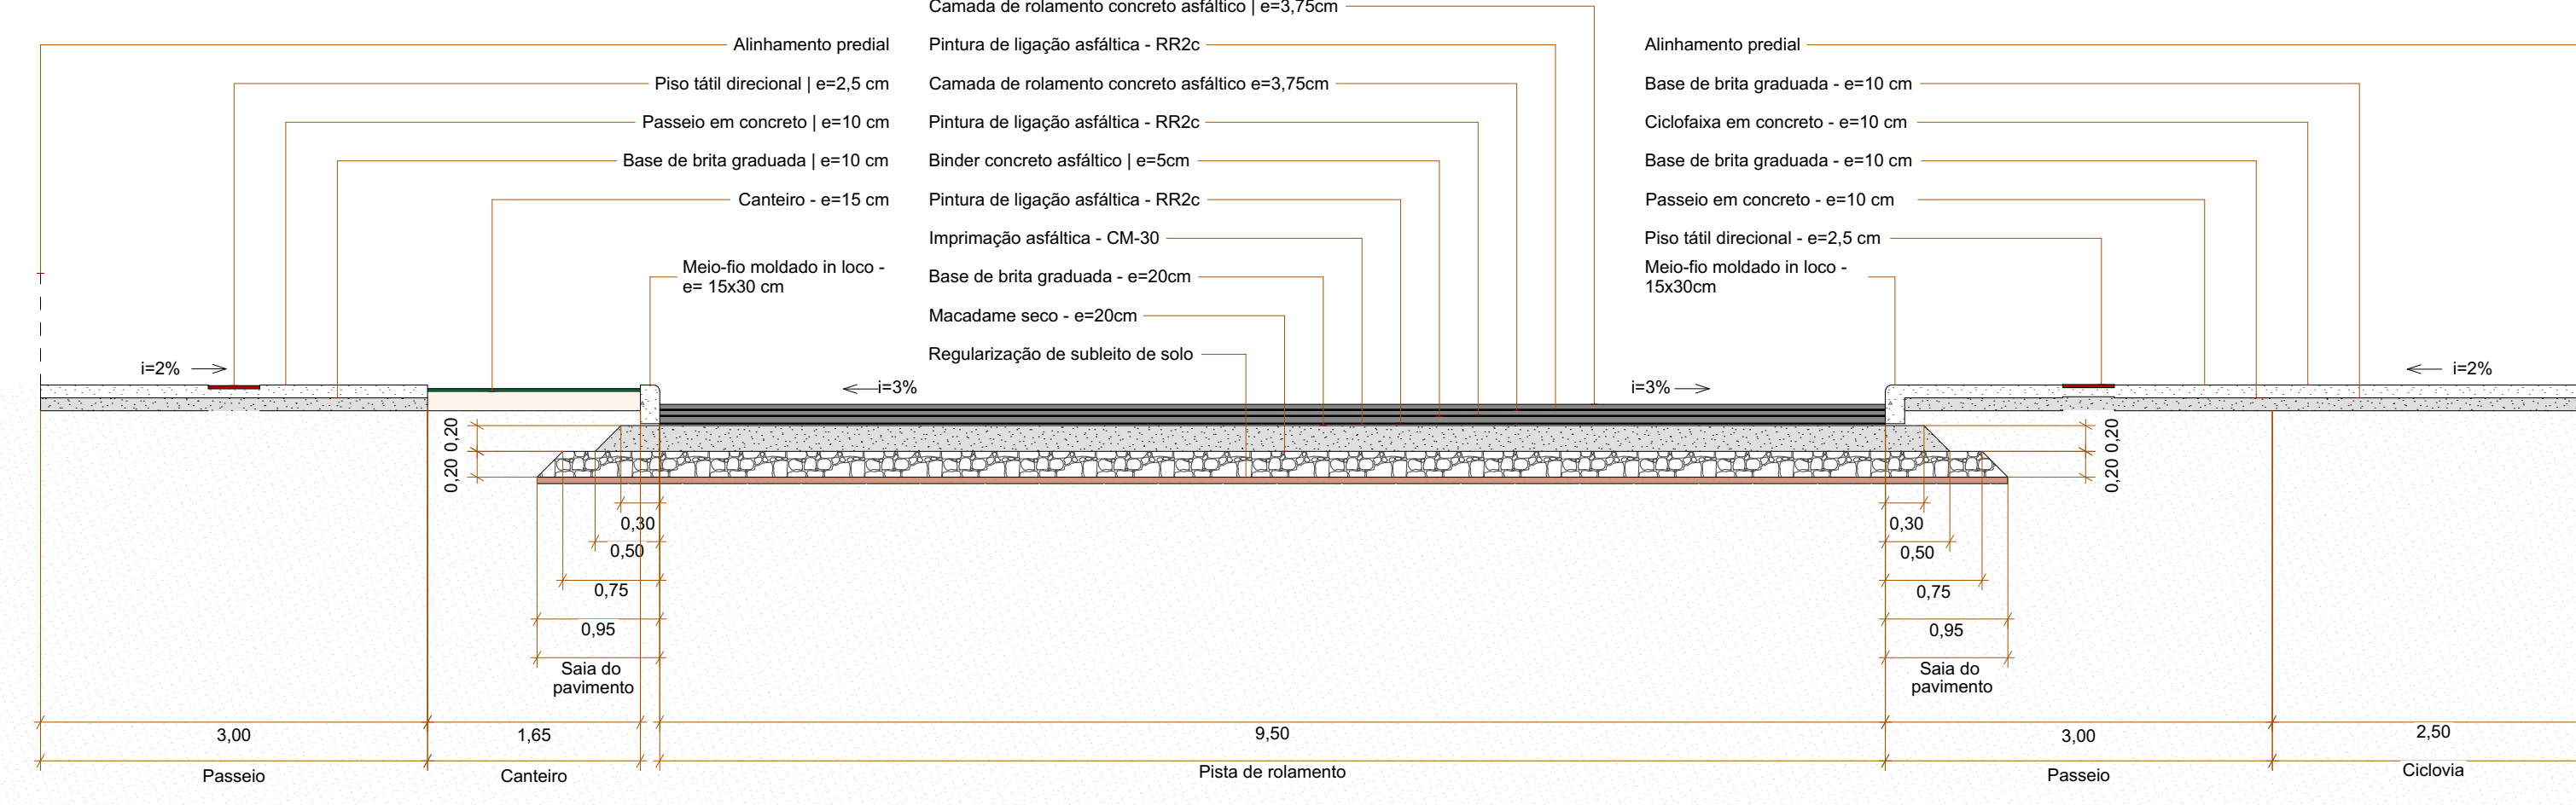 Camada de rolamento concreto asfáltico | e=3,75cm
Alinhamento predial
Piso tátil direcional | e=2,5 cm
Passeio em concreto | e=10 cm
Base de brita graduada | e=10 cm
Canteiro - e=15 cm
Meio-fio moldado in loco -
e= 15x30 cm
Pintura de ligação asfáltica - RR2c
Camada de rolamento concreto asfáltico e=3,75cm
Pintura de ligação asfáltica - RR2c
Binder concreto asfáltico | e=5cm
Pintura de ligação asfáltica - RR2c
Imprimação asfáltica - CM-30
Base de brita graduada - e=20cm
Macadame seco - e=20cm
Regularização de subleito de solo
Alinhamento predial
Base de brita graduada - e=10 cm
Ciclofaixa em concreto - e=10 cm
Base de brita graduada - e=10 cm
Passeio em concreto - e=10 cm
Piso tátil direcional - e=2,5 cm
Meio-fio moldado in loco -
15x30cm
i=2%
i=3%
i=3%
i=2%
0,20
0,20
0,20
0,20
0,30
0,50
0,75
0,95
Saia do
pavimento
0,30
0,50
0,75
0,95
Saia do
pavimento
3,00
1,65
9,50
3,00
2,50
Passeio
Canteiro
Pista de rolamento
Passeio
Ciclovia